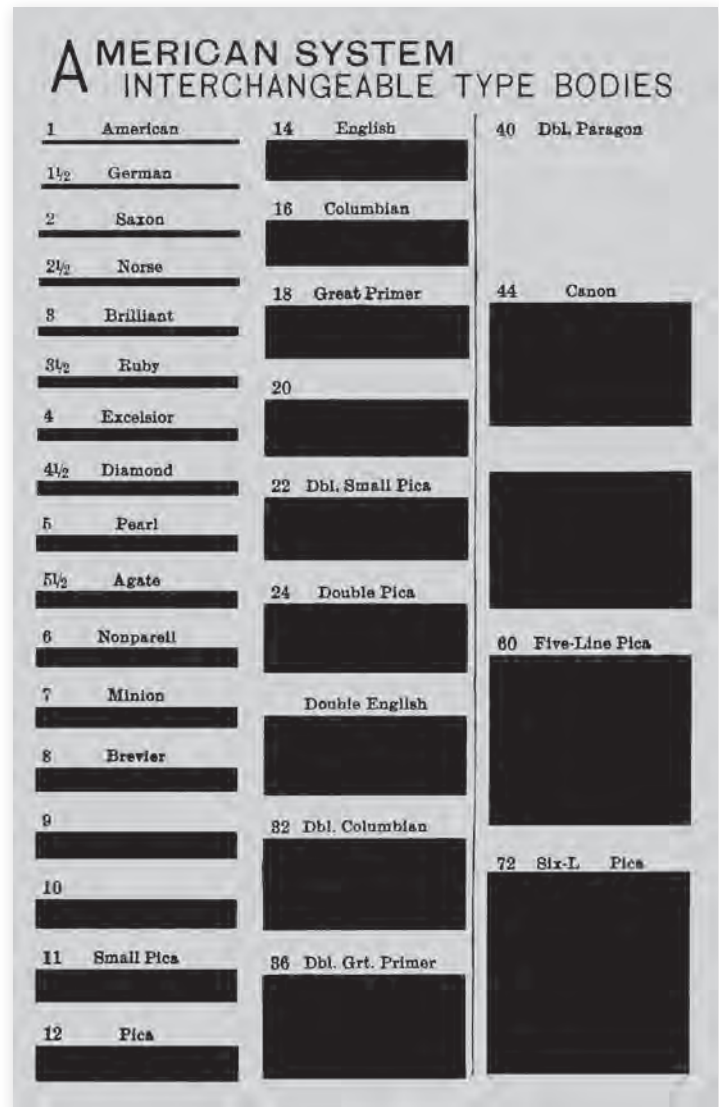 AMERICAN SYSTEM
INTERCHANGEABLE TYPE BODIES
1 American
1½ German
2 Saxon
2½ Norse
3 Brilliant
3½ Ruby
4 Excelsior
4½ Diamond
5 Pearl
5½ Agate
6 Nonpareil
7 Minion
8 Brevier
9
10
11 Small Pica
12 Pica
14 English
16 Columbian
18 Great Primer
20
22 Dbl. Small Pica
24 Double Pica
Double English
32 Dbl. Columbian
36 Dbl. Grt. Primer
40 Dbl. Paragon
44 Canon
60 Five-Line Pica
72 Six-L Pica